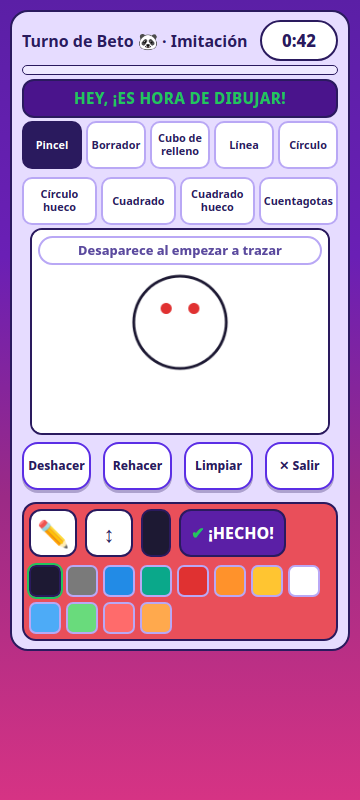 Turno de Beto 🐼 · Imitación
0:42
HEY, ¡ES HORA DE DIBUJAR!
Pincel
Borrador
Cubo de
relleno
Línea
Círculo
Círculo
hueco
Cuadrado
Cuadrado
hueco
Cuentagotas
Desaparece al empezar a trazar
Deshacer
Rehacer
Limpiar
✕ Salir
✔ ¡HECHO!